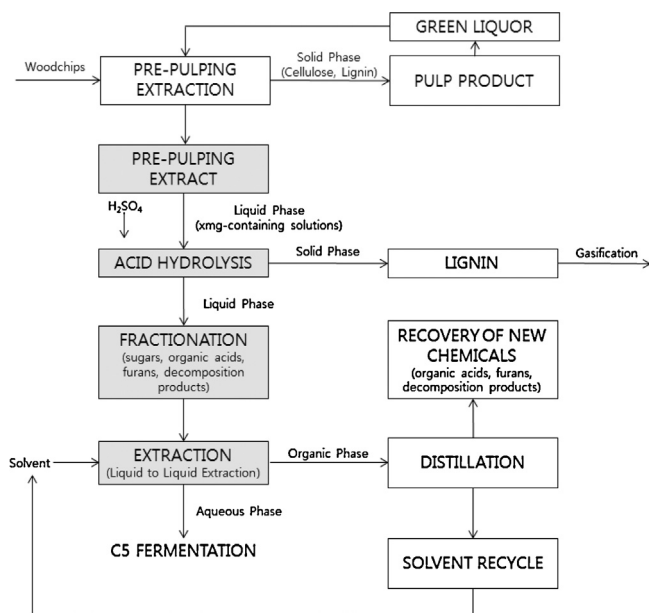 GREEN LIQUOR
Woodchips
PRE-PULPING
EXTRACTION
Solid Phase
(Cellulose, Lignin)
PULP PRODUCT
PRE-PULPING
EXTRACT
H₂SO₄
Liquid Phase
(xmg-containing solutions)
ACID HYDROLYSIS
Solid Phase
LIGNIN
Gasification
Liquid Phase
FRACTIONATION
(sugars, organic acids,
furans, decomposition
products)
RECOVERY OF NEW
CHEMICALS
(organic acids, furans,
decomposition products)
Solvent
EXTRACTION
(Liquid to Liquid Extraction)
Organic Phase
DISTILLATION
Aqueous Phase
C5 FERMENTATION
SOLVENT RECYCLE